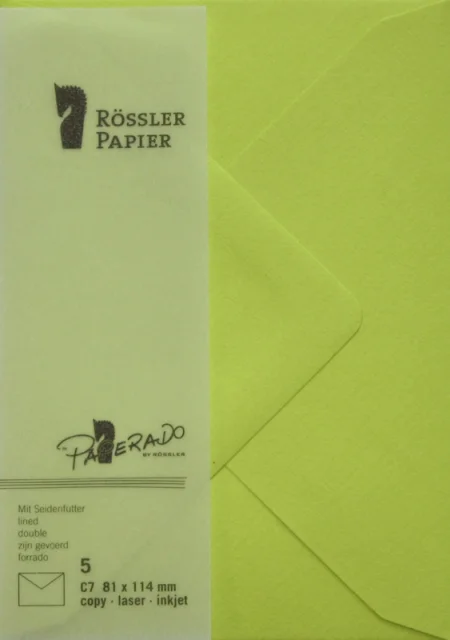 RÖSSLER
PAPIER
PAPERADO
BY RÖSSLER
Mit Seidenfutter
lined
double
zijn gevoerd
forrado
5
C7 81 x 114 mm
copy · laser · inkjet